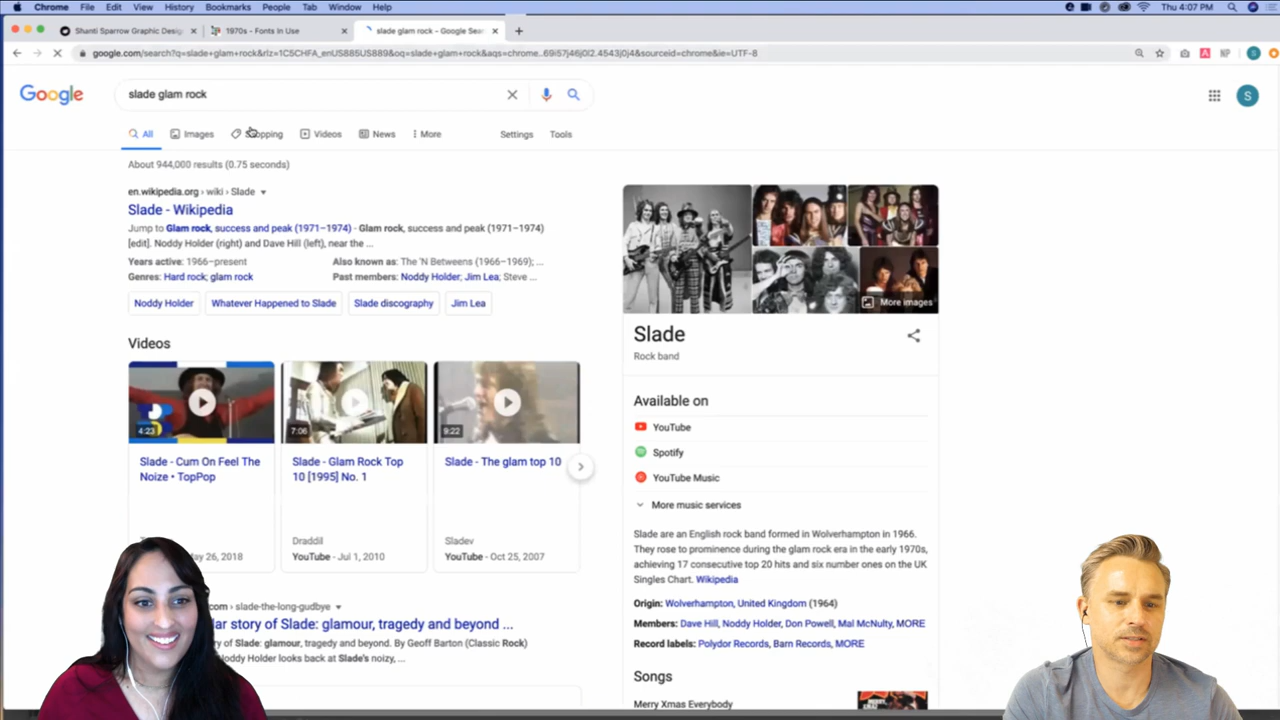 Chrome File Edit View History Bookmarks People Tab Window Help Thu 4:07 PM
Shanti Sparrow Graphic Desig × 1970s - Fonts In Use × slade glam rock - Google Sear × +
google.com/search?q=slade+glam+rock&rlz=1C5CHFA_enUS885US889&oq=slade+glam+rock&aqs=chrome..69i57j46j0l2.4543j0j4&sourceid=chrome&ie=UTF-8
Google slade glam rock S
All Images Shopping Videos News More Settings Tools
About 944,000 results (0.75 seconds)
en.wikipedia.org › wiki › Slade
Slade - Wikipedia
Jump to Glam rock, success and peak (1971–1974) - Glam rock, success and peak (1971–1974)
[edit]. Noddy Holder (right) and Dave Hill (left), near the ...
Years active: 1966–present Also known as: The 'N Betweens (1966–1969); ...
Genres: Hard rock; glam rock Past members: Noddy Holder; Jim Lea; Steve ...
Noddy Holder Whatever Happened to Slade Slade discography Jim Lea
Videos
4:23 7:06 9:22
Slade - Cum On Feel The Noize • TopPop
Slade - Glam Rock Top 10 [1995] No. 1
Slade - The glam top 10
Draddil Sladev
ay 26, 2018 YouTube - Jul 1, 2010 YouTube - Oct 25, 2007
com › slade-the-long-gudbye
lar story of Slade: glamour, tragedy and beyond ...
ry of Slade: glamour, tragedy and beyond. By Geoff Barton (Classic Rock)
Noddy Holder looks back at Slade's noizy, ...
More images
Slade
Rock band
Available on
YouTube
Spotify
YouTube Music
More music services
Slade are an English rock band formed in Wolverhampton in 1966.
They rose to prominence during the glam rock era in the early 1970s,
achieving 17 consecutive top 20 hits and six number ones on the UK
Singles Chart. Wikipedia
Origin: Wolverhampton, United Kingdom (1964)
Members: Dave Hill, Noddy Holder, Don Powell, Mal McNulty, MORE
Record labels: Polydor Records, Barn Records, MORE
Songs
Merry Xmas Everybody